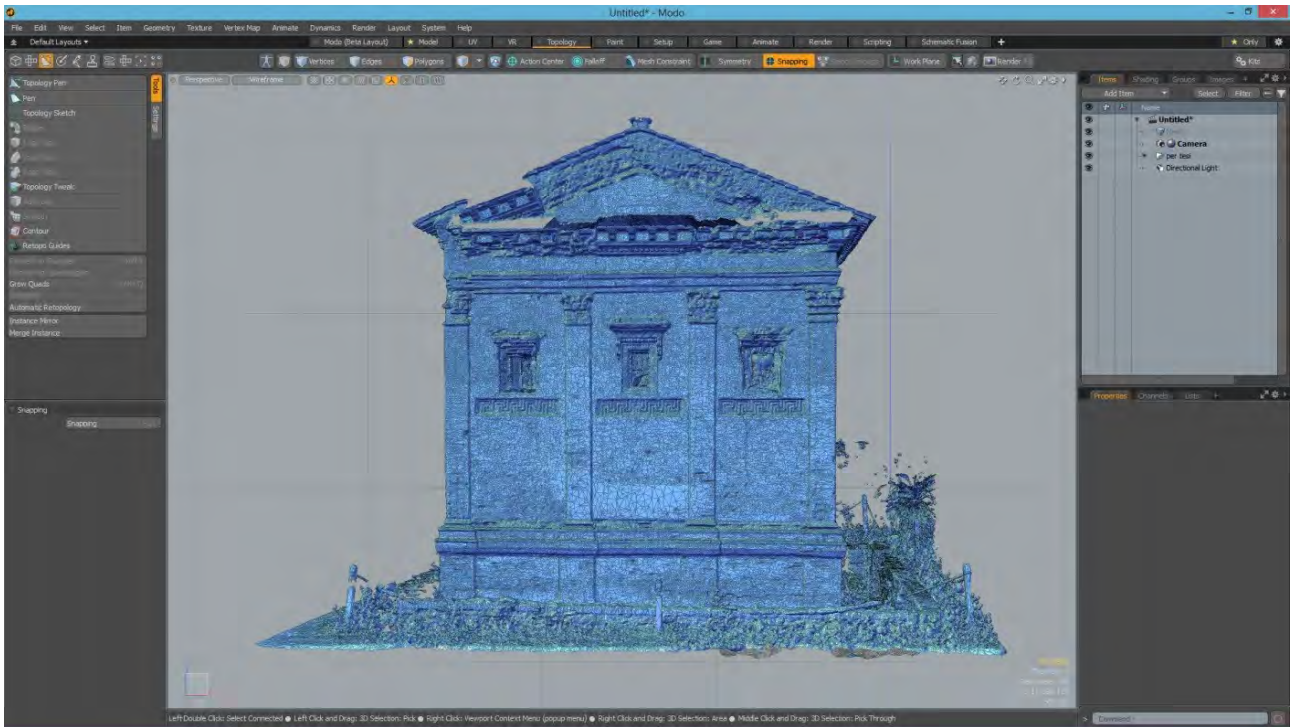 Untitled* - Modo
File Edit View Select Item Geometry Texture Vertex Map Animate Dynamics Render Layout System Help
Default Layouts
Modo (Beta Layout) Model UV VR Topology Paint Setup Game Animate Render Scripting Schematic Fusion + Only
Vertices Edges Polygons Action Center Falloff Mesh Constraint Symmetry Snapping Work Plane Render Kits
Topology Pen
Pen
Topology Sketch
Topology Tweak
Contour
Retopo Guides
Grow Quads
Automatic Retopology
Instance Mirror
Merge Instance
Tools
Settings
Snapping
Snapping
Perspective Wireframe
Items Shading Groups Images +
Add Item Select Filter
Name
Untitled*
Camera
per tesi
Directional Light
Properties Channels Lists +
Left Double Click: Select Connected ● Left Click and Drag: 3D Selection: Pick ● Right Click: Viewport Context Menu (popup menu) ● Right Click and Drag: 3D Selection: Area ● Middle Click and Drag: 3D Selection: Pick Through
> Command